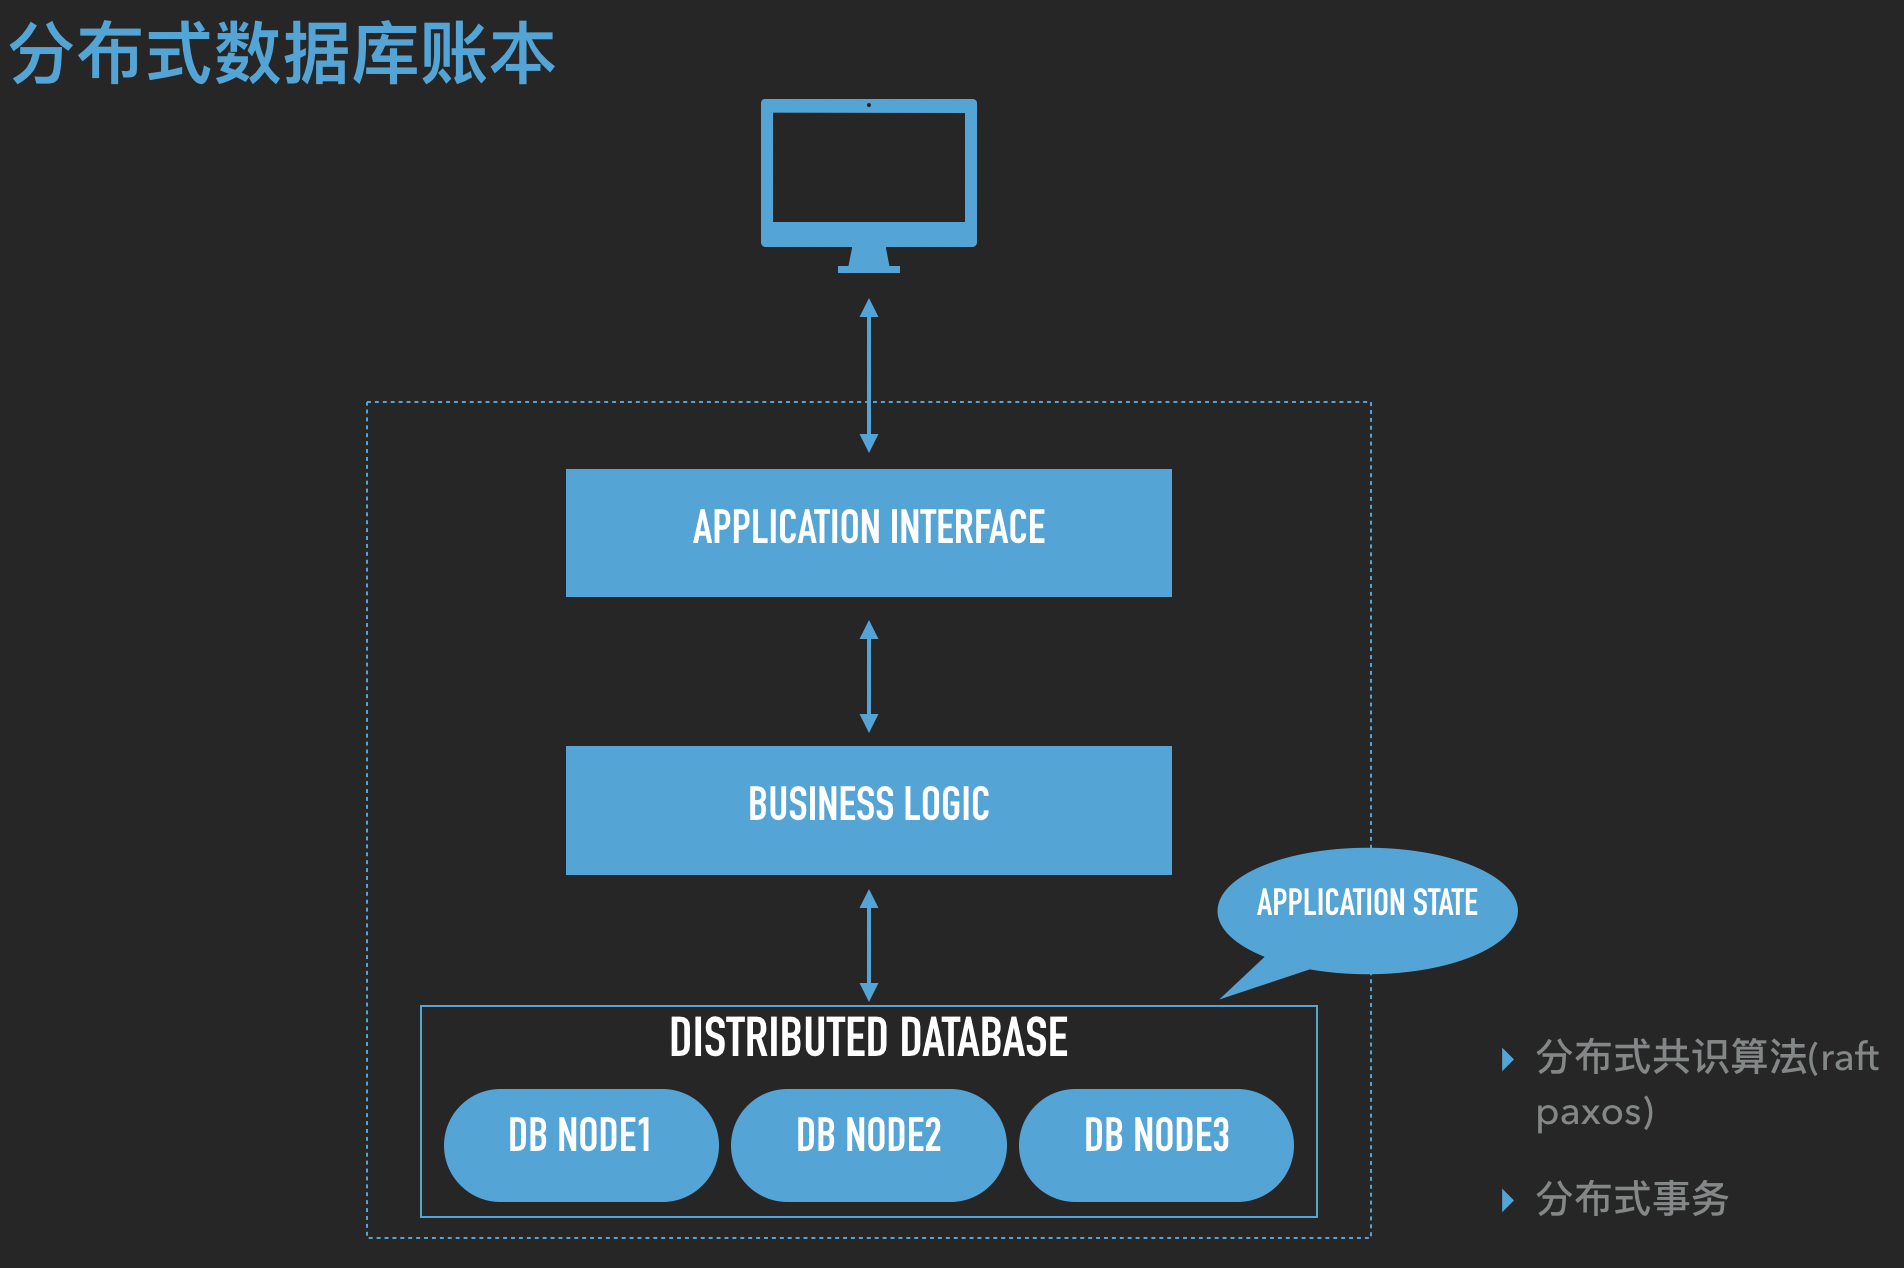 分布式数据库账本
APPLICATION INTERFACE
BUSINESS LOGIC
APPLICATION STATE
DISTRIBUTED DATABASE
DB NODE1
DB NODE2
DB NODE3
分布式共识算法(raft
paxos)
分布式事务